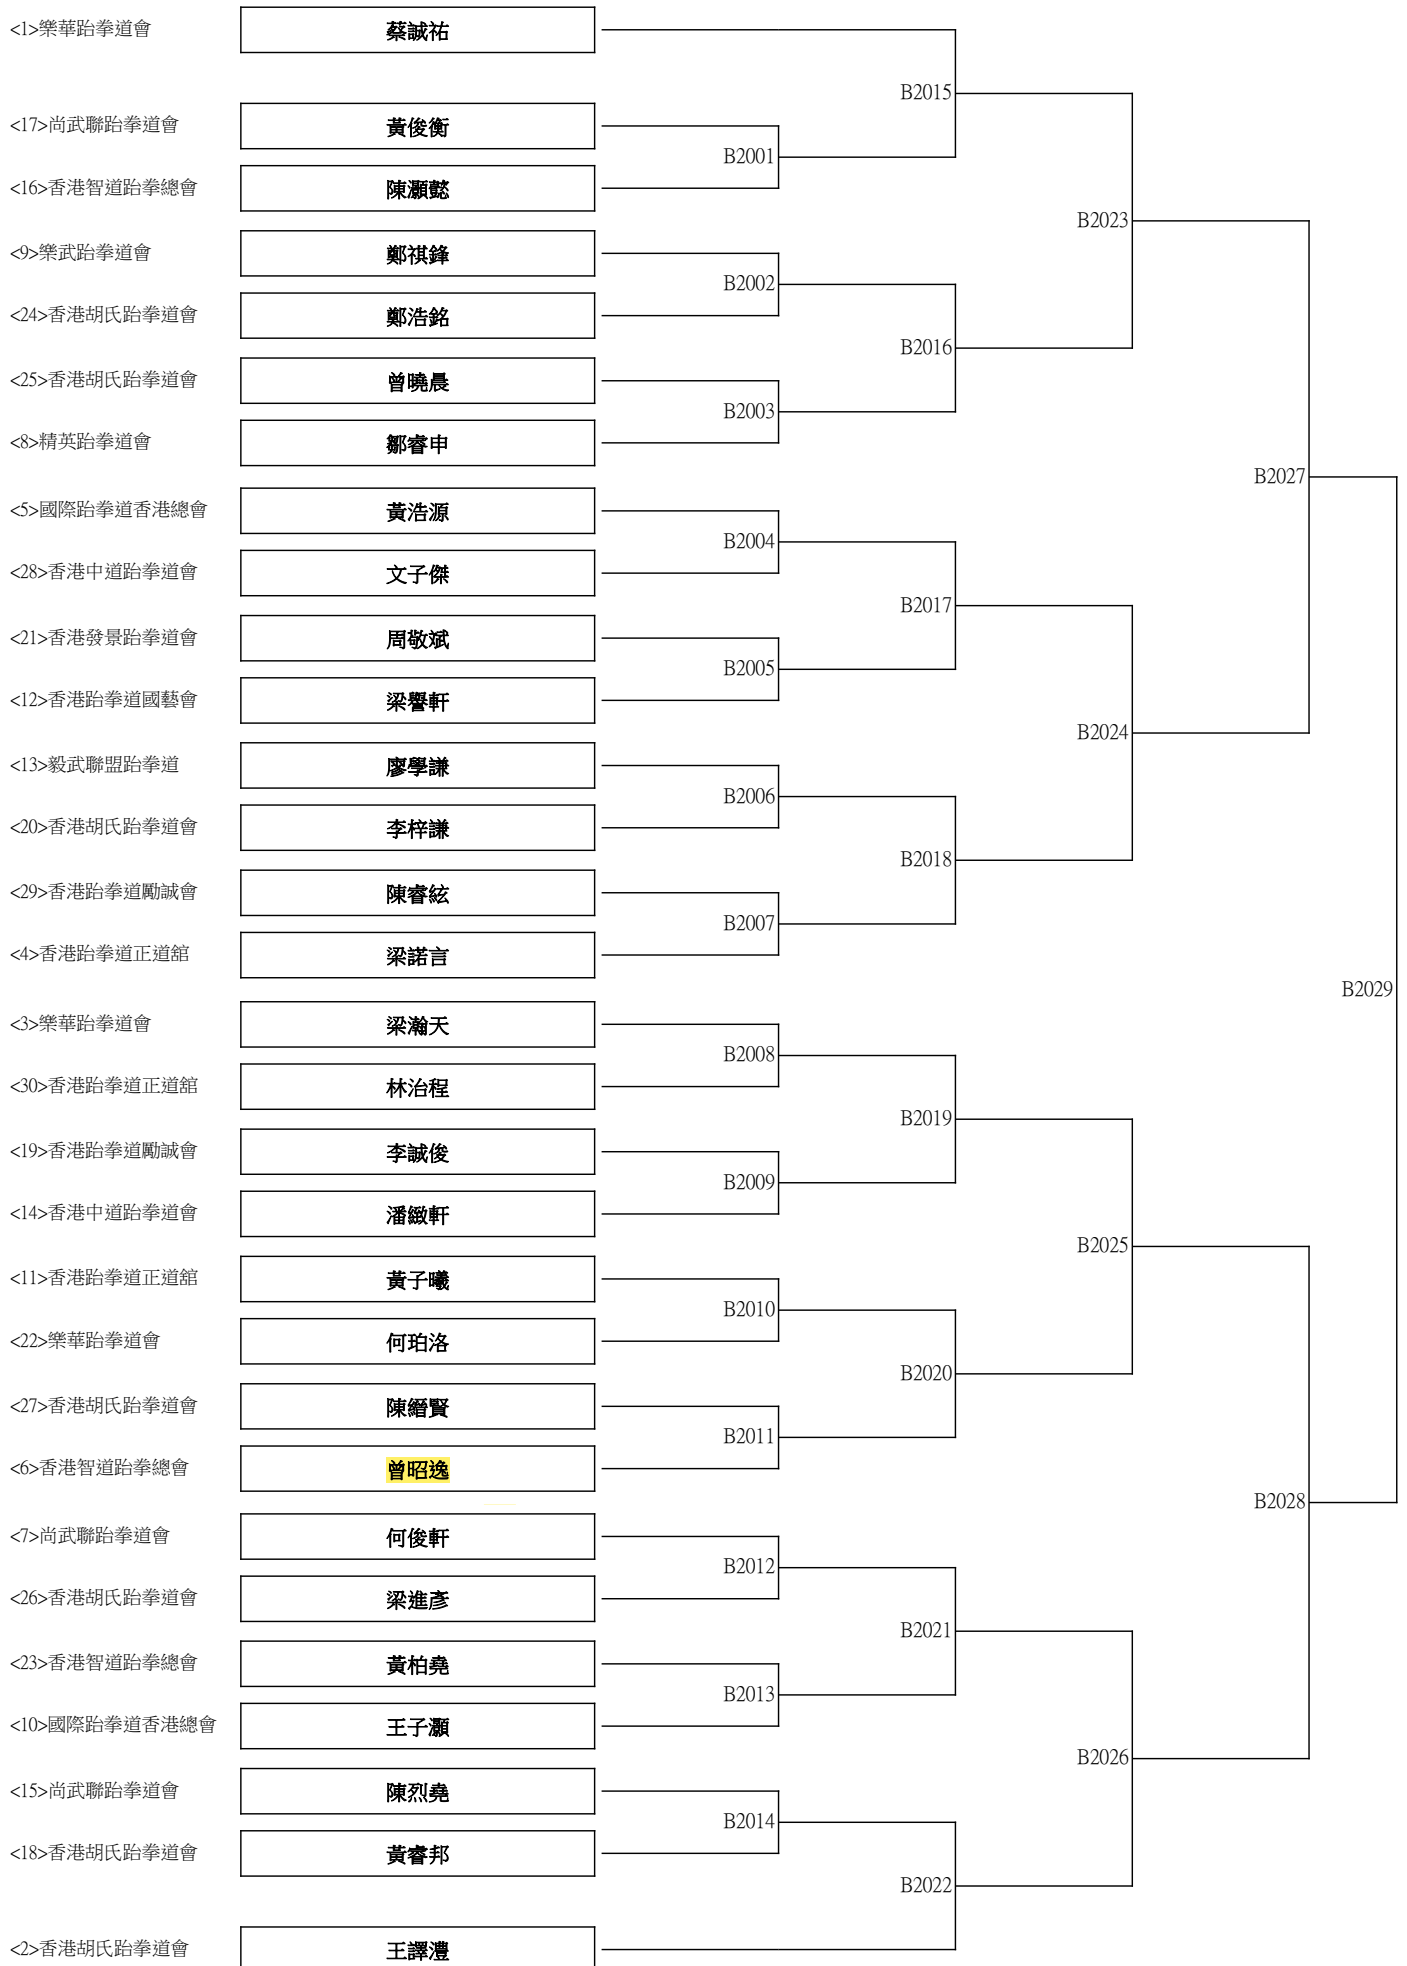 <1>樂華跆拳道會 蔡誠祐
B2015
<17>尚武聯跆拳道會 黃俊衡
B2001
<16>香港智道跆拳總會 陳灝懿
B2023
<9>樂武跆拳道會 鄭祺鋒
B2002
<24>香港胡氏跆拳道會 鄭浩銘
B2016
<25>香港胡氏跆拳道會 曾曉晨
B2003
<8>精英跆拳道會 鄒睿申
B2027
<5>國際跆拳道香港總會 黃浩源
B2004
<28>香港中道跆拳道會 文子傑
B2017
<21>香港發景跆拳道會 周敬斌
B2005
<12>香港跆拳道國藝會 梁譽軒
B2024
<13>毅武聯盟跆拳道 廖學謙
B2006
<20>香港胡氏跆拳道會 李梓謙
B2018
<29>香港跆拳道勵誠會 陳睿絃
B2007
<4>香港跆拳道正道舘 梁諾言
B2029
<3>樂華跆拳道會 梁瀚天
B2008
<30>香港跆拳道正道舘 林治程
B2019
<19>香港跆拳道勵誠會 李誠俊
B2009
<14>香港中道跆拳道會 潘緻軒
B2025
<11>香港跆拳道正道舘 黃子曦
B2010
<22>樂華跆拳道會 何珀洛
B2020
<27>香港胡氏跆拳道會 陳縉賢
B2011
<6>香港智道跆拳總會 曾昭逸
B2028
<7>尚武聯跆拳道會 何俊軒
B2012
<26>香港胡氏跆拳道會 梁進彥
B2021
<23>香港智道跆拳總會 黃柏堯
B2013
<10>國際跆拳道香港總會 王子灝
B2026
<15>尚武聯跆拳道會 陳烈堯
B2014
<18>香港胡氏跆拳道會 黃睿邦
B2022
<2>香港胡氏跆拳道會 王譯澧